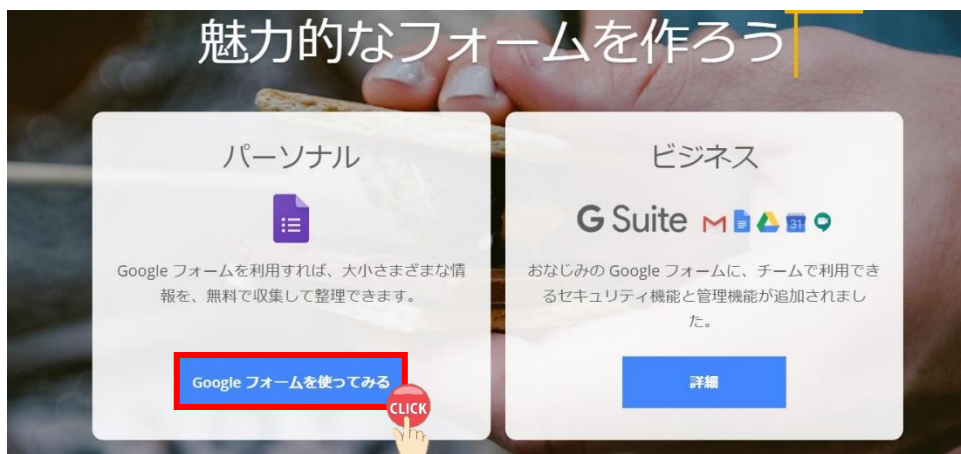 魅力的なフォームを作ろう
パーソナル
Google フォームを利用すれば、大小さまざまな情
報を、無料で収集して整理できます。
Google フォームを使ってみる
CLICK
ビジネス
G Suite
31
おなじみの Google フォームに、チームで利用でき
るセキュリティ機能と管理機能が追加されまし
た。
詳細